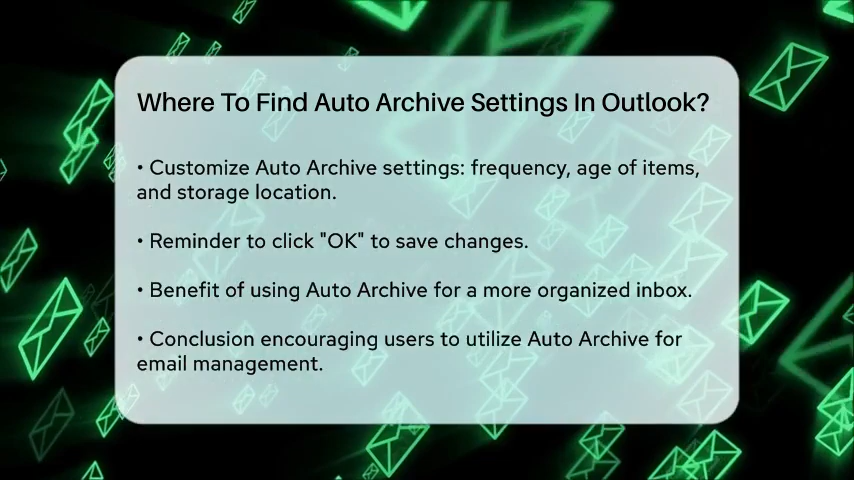 Where To Find Auto Archive Settings In Outlook?
• Customize Auto Archive settings: frequency, age of items,
and storage location.
• Reminder to click "OK" to save changes.
• Benefit of using Auto Archive for a more organized inbox.
• Conclusion encouraging users to utilize Auto Archive for
email management.